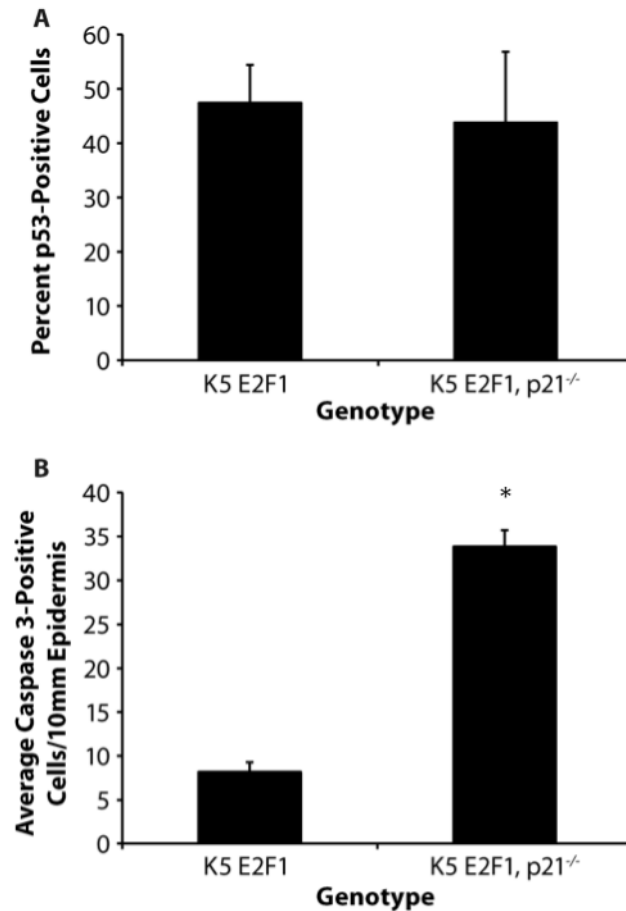 A
Percent p53-Positive Cells
60
50
40
30
20
10
0
K5 E2F1
K5 E2F1, p21⁻/⁻
Genotype
B
Average Caspase 3-Positive
Cells/10mm Epidermis
40
35
30
25
20
15
10
5
0
*
K5 E2F1
K5 E2F1, p21⁻/⁻
Genotype